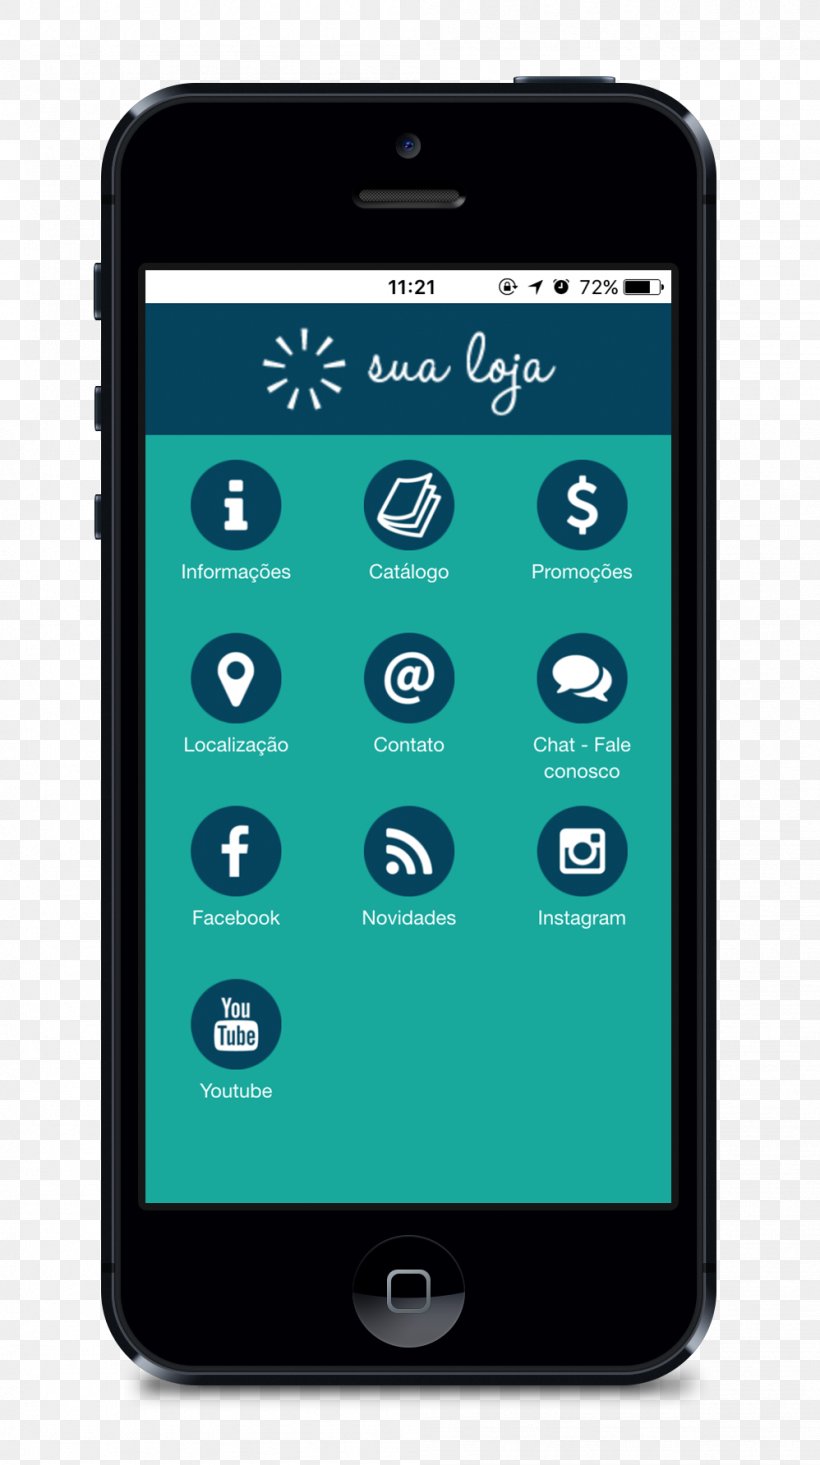 11:21 72%
sua loja
Informações Catálogo Promoções
Localização Contato Chat - Fale
conosco
Facebook Novidades Instagram
You
Tube
Youtube